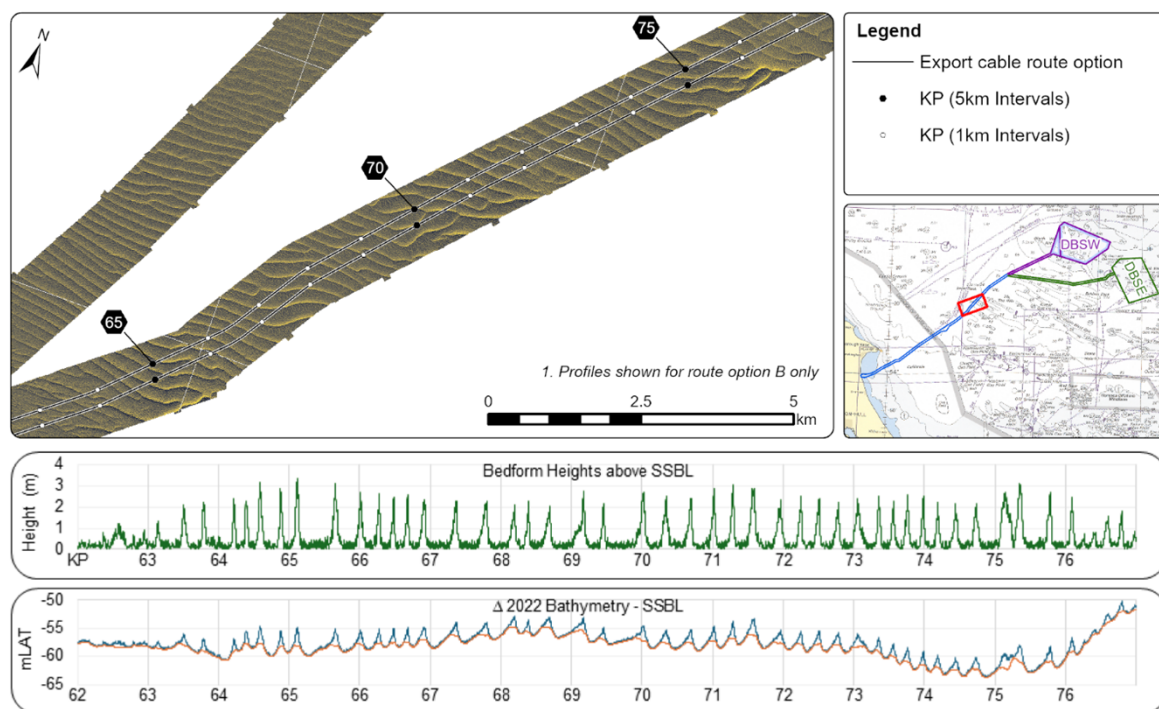 N
75
70
65
1. Profiles shown for route option B only
0 2.5 5
km
Legend
Export cable route option
KP (5km Intervals)
KP (1km Intervals)
DBSW
DBSE
Bedform Heights above SSBL
Height (m)
4
3
2
1
0
KP 63 64 65 66 67 68 69 70 71 72 73 74 75 76
Δ 2022 Bathymetry - SSBL
mLAT
-50
-55
-60
-65
62 63 64 65 66 67 68 69 70 71 72 73 74 75 76